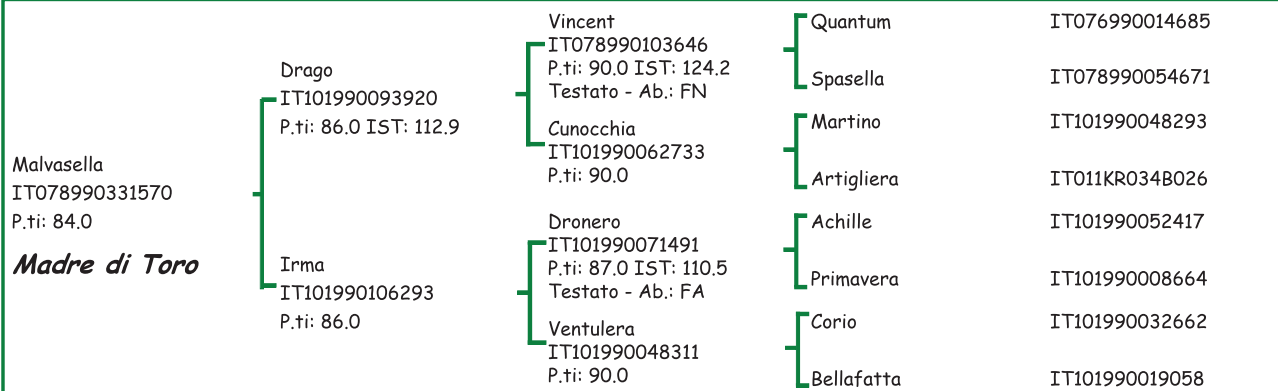 Malvasella
IT078990331570
P.ti: 84.0
Madre di Toro
Drago
IT101990093920
P.ti: 86.0 IST: 112.9
Irma
IT101990106293
P.ti: 86.0
Vincent
IT078990103646
P.ti: 90.0 IST: 124.2
Testato - Ab.: FN
Cunocchia
IT101990062733
P.ti: 90.0
Dronero
IT101990071491
P.ti: 87.0 IST: 110.5
Testato - Ab.: FA
Ventulera
IT101990048311
P.ti: 90.0
Quantum IT076990014685
Spasella IT078990054671
Martino IT101990048293
Artigliera IT011KR034B026
Achille IT101990052417
Primavera IT101990008664
Corio IT101990032662
Bellafatta IT101990019058